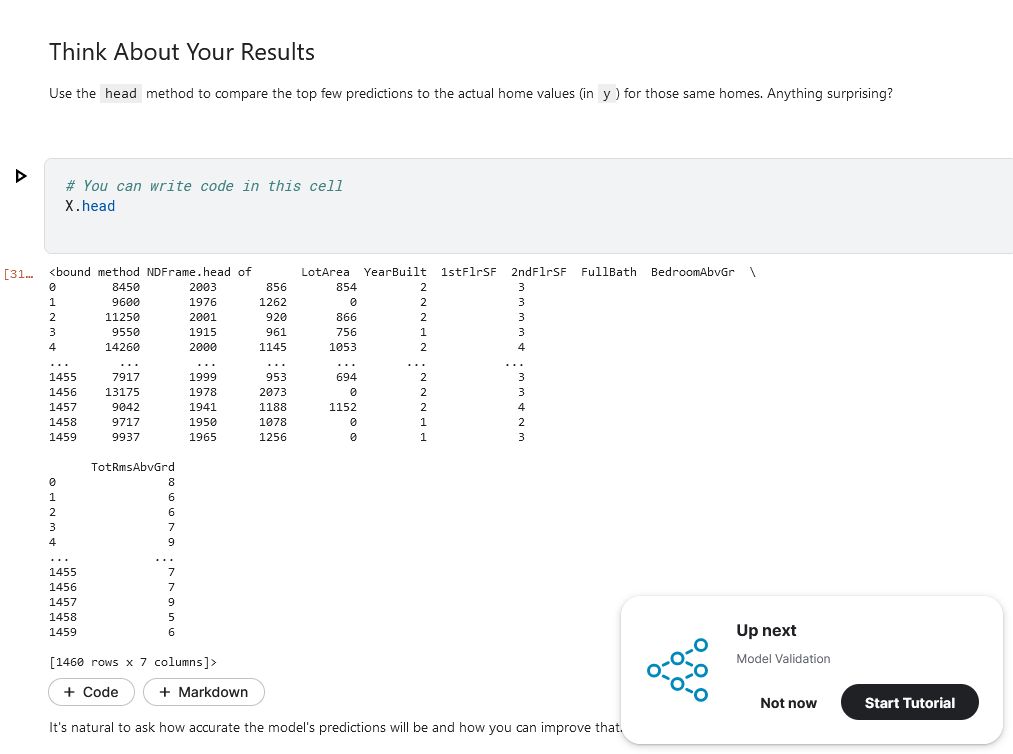 Think About Your Results
Use the head method to compare the top few predictions to the actual home values (in y ) for those same homes. Anything surprising?
# You can write code in this cell
X.head
[31…
<bound method NDFrame.head of       LotArea  YearBuilt  1stFlrSF  2ndFlrSF  FullBath  BedroomAbvGr  \
0        8450       2003       856       854         2             3
1        9600       1976      1262         0         2             3
2       11250       2001       920       866         2             3
3        9550       1915       961       756         1             3
4       14260       2000      1145      1053         2             4
...       ...        ...       ...       ...       ...           ...
1455     7917       1999       953       694         2             3
1456    13175       1978      2073         0         2             3
1457     9042       1941      1188      1152         2             4
1458     9717       1950      1078         0         1             2
1459     9937       1965      1256         0         1             3
TotRmsAbvGrd
0                8
1                6
2                6
3                7
4                9
...            ...
1455             7
1456             7
1457             9
1458             5
1459             6
[1460 rows x 7 columns]>
+ Code   + Markdown
It's natural to ask how accurate the model's predictions will be and how you can improve that.
Up next
Model Validation
Not now   Start Tutorial